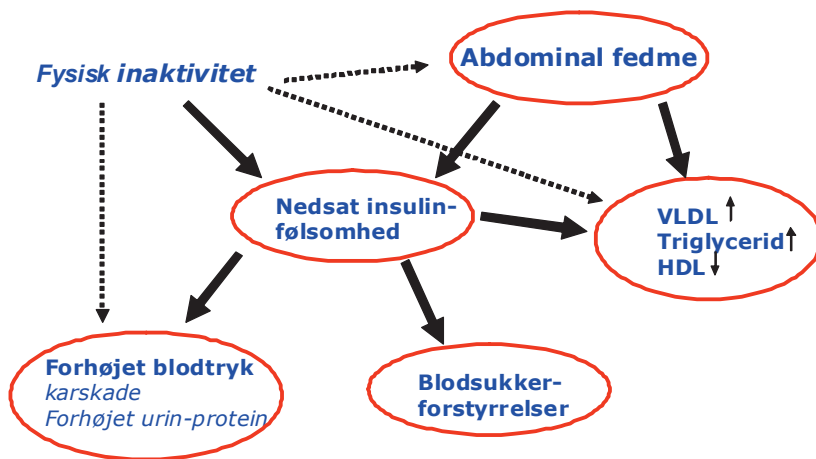 Fysisk inaktivitet
Abdominal fedme
Nedsat insulin-
følsomhed
VLDL ↑
Triglycerid ↑
HDL ↓
Forhøjet blodtryk
karskade
Forhøjet urin-protein
Blodsukker-
forstyrrelser